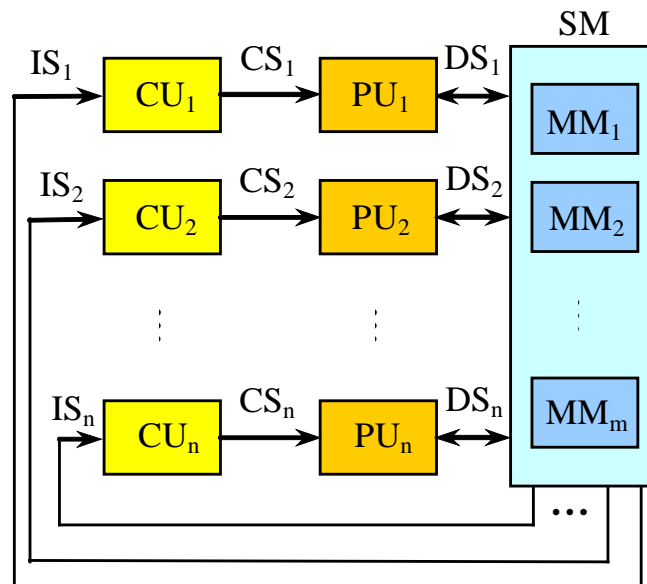 SM
IS₁ CS₁ DS₁
CU₁ PU₁ MM₁
IS₂ CS₂ DS₂
CU₂ PU₂ MM₂
ISₙ CSₙ DSₙ
CUₙ PUₙ MMₘ
...